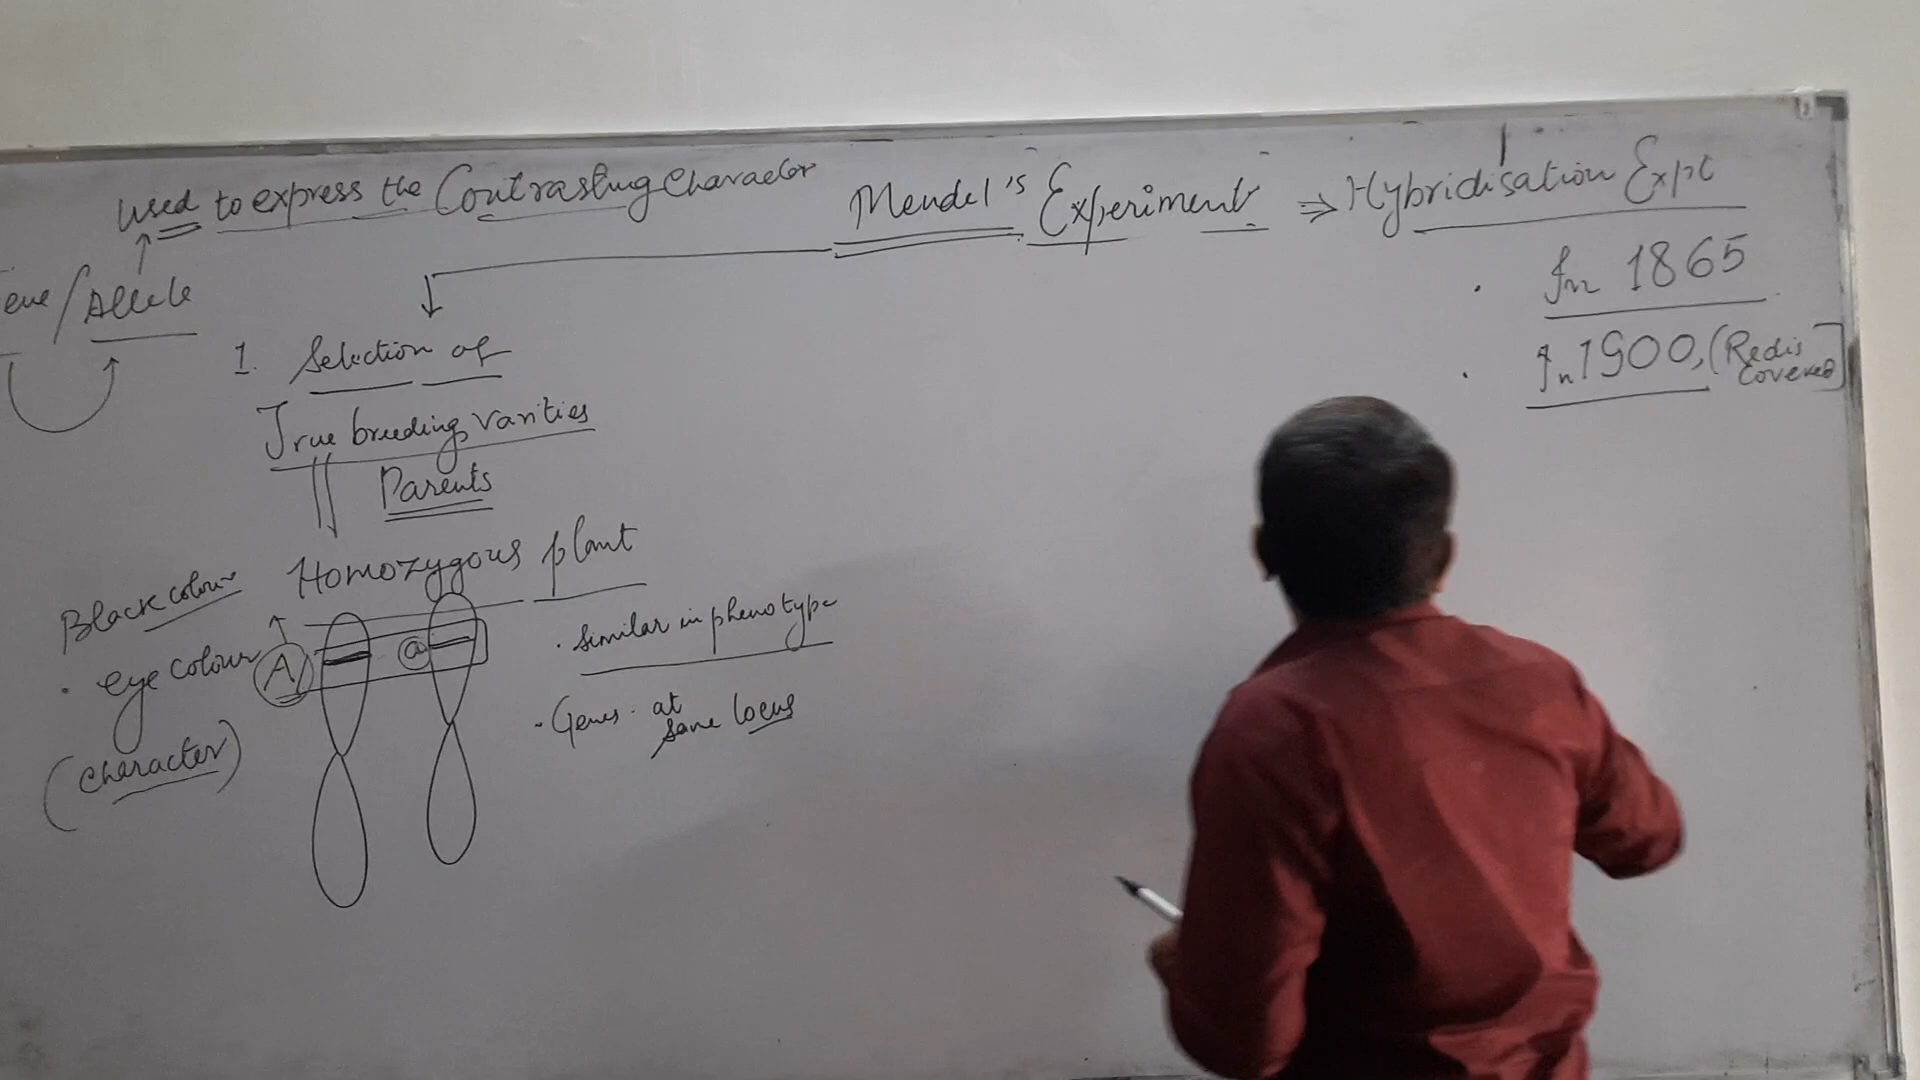 used to express the Contrasting Character
Mendel's Experiment ⇒ Hybridisation Expt
/Allele
· In 1865
· In 1900, (Redis
covered)
1. Selection of
True breeding varities
Parents
Homozygous plant
Black colour
· eye colour
(character)
A
a
· Similar in phenotype
· Genes at
same locus